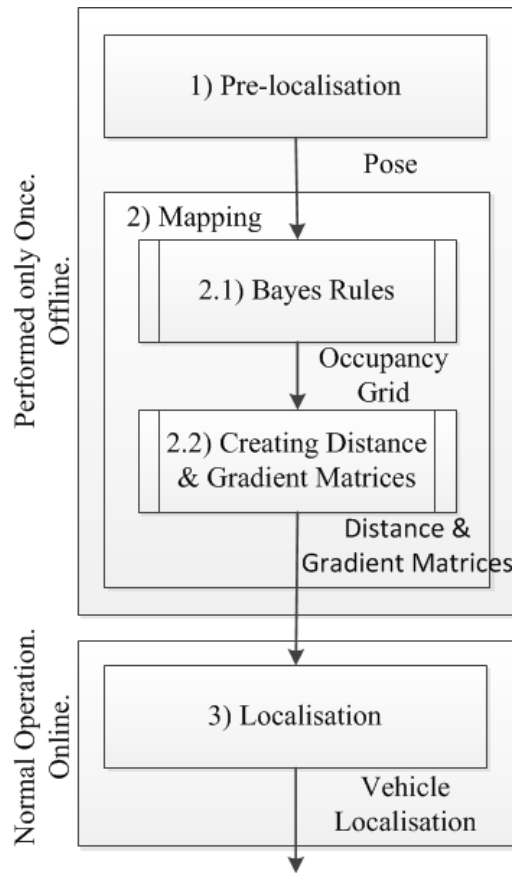 Performed only Once.
Offline.
1) Pre-localisation
Pose
2) Mapping
2.1) Bayes Rules
Occupancy
Grid
2.2) Creating Distance
& Gradient Matrices
Distance &
Gradient Matrices
Normal Operation.
Online.
3) Localisation
Vehicle
Localisation